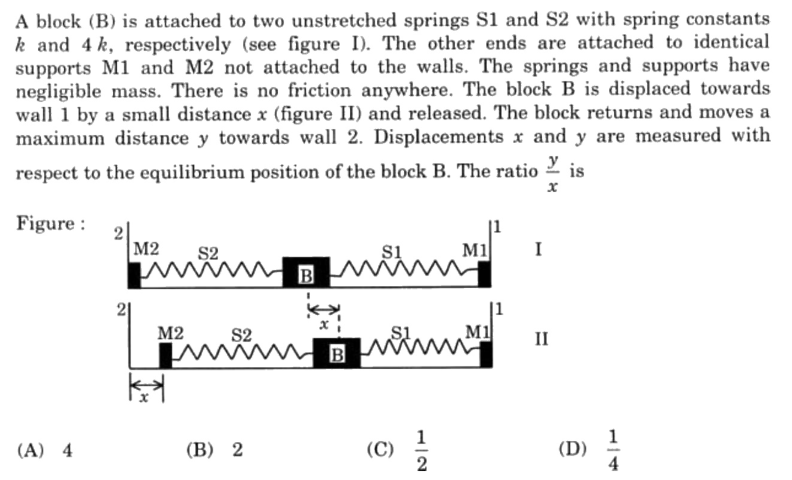 A block (B) is attached to two unstretched springs S1 and S2 with spring constants
k and 4 k, respectively (see figure I). The other ends are attached to identical
supports M1 and M2 not attached to the walls. The springs and supports have
negligible mass. There is no friction anywhere. The block B is displaced towards
wall 1 by a small distance x (figure II) and released. The block returns and moves a
maximum distance y towards wall 2. Displacements x and y are measured with
respect to the equilibrium position of the block B. The ratio y/x is
Figure :
2 1
M2 S2 S1 M1 I
B
2 x 1
M2 S2 S1 M1 II
B
x
(A) 4 (B) 2 (C) 1/2 (D) 1/4